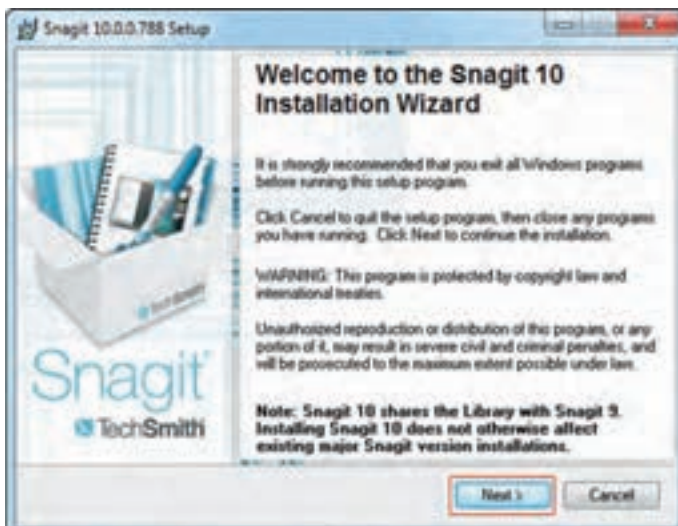 Snagit 10.0.0.788 Setup
Welcome to the Snagit 10
Installation Wizard
It is strongly recommended that you exit all Windows programs
before running this setup program.
Click Cancel to quit the setup program, then close any programs
you have running. Click Next to continue the installation.
WARNING: This program is protected by copyright law and
international treaties.
Unauthorized reproduction or distribution of this program, or any
portion of it, may result in severe civil and criminal penalties, and
will be prosecuted to the maximum extent possible under law.
Note: Snagit 10 shares the Library with Snagit 9.
Installing Snagit 10 does not otherwise affect
existing major Snagit version installations.
TechSmith
Snagit
TechSmith
Next >
Cancel